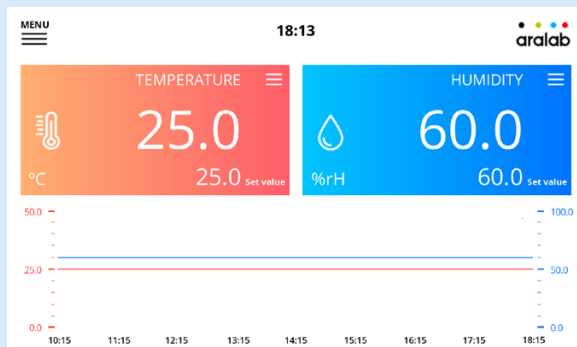 MENU
18:13
aralab
TEMPERATURE
25.0
°C
25.0 Set value
HUMIDITY
60.0
%rH
60.0 Set value
50.0
25.0
0.0
100.0
50.0
0.0
10:15 11:15 12:15 13:15 14:15 15:15 16:15 17:15 18:15